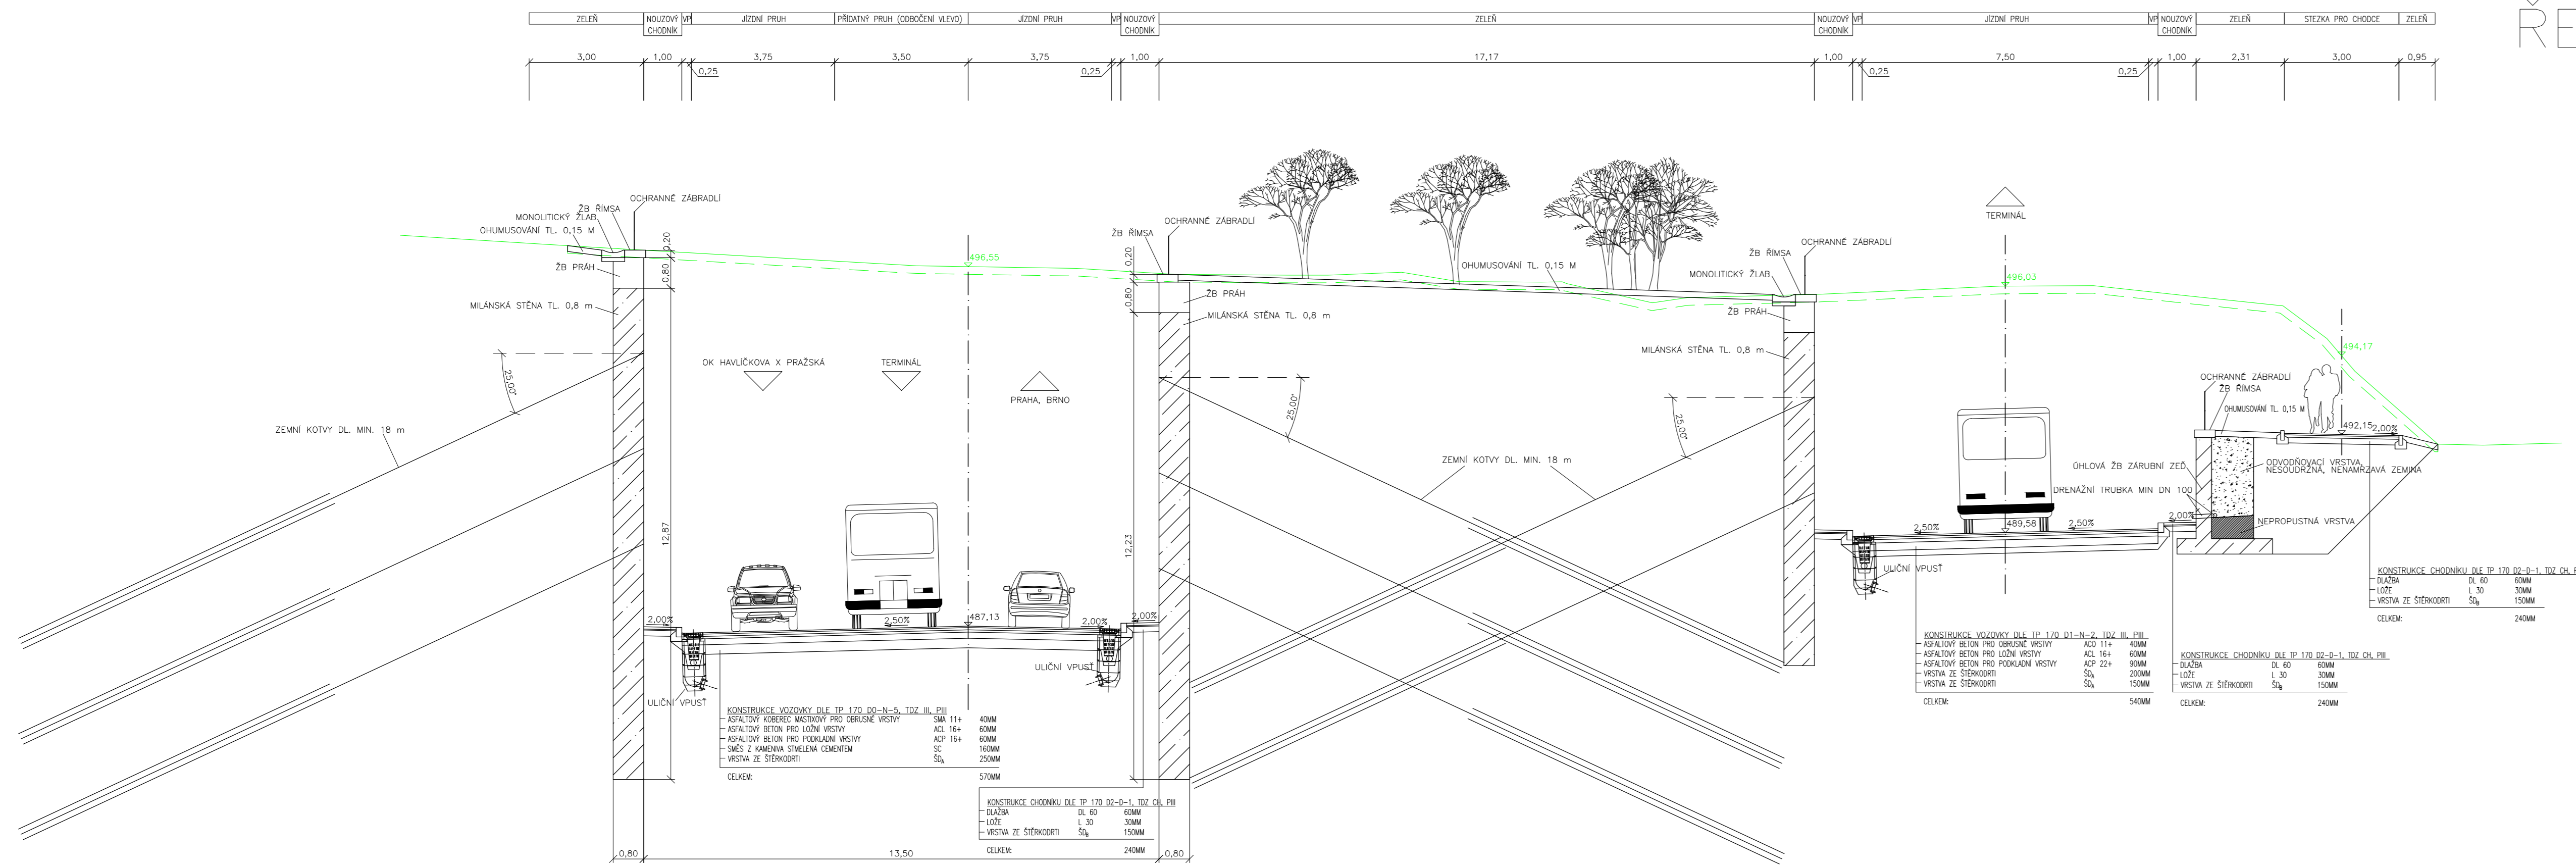 ZELEŇ NOUZOVÝ VP JÍZDNÍ PRUH PŘÍDATNÝ PRUH (ODBOČENÍ VLEVO) JÍZDNÍ PRUH VP NOUZOVÝ ZELEŇ NOUZOVÝ VP JÍZDNÍ PRUH VP NOUZOVÝ ZELEŇ STEZKA PRO CHODCE ZELEŇ
CHODNÍK CHODNÍK CHODNÍK CHODNÍK
ŘE
3,00 1,00 3,75 3,50 3,75 1,00 17,17 1,00 7,50 1,00 2,31 3,00 0,95
0,25 0,25 0,25 0,25
OCHRANNÉ ZÁBRADLÍ
ŽB ŘÍMSA
MONOLITICKÝ ŽLAB
OHUMUSOVÁNÍ TL. 0,15 M
ŽB PRÁH
MILÁNSKÁ STĚNA TL. 0,8 m
25,00°
ZEMNÍ KOTVY DL. MIN. 18 m
0,20
0,80
12,87
496,55
OK HAVLÍČKOVA X PRAŽSKÁ
TERMINÁL
PRAHA, BRNO
2,00%
2,50%
487,13
2,00%
2,00%
ULIČNÍ VPUSŤ
ULIČNÍ VPUSŤ
OCHRANNÉ ZÁBRADLÍ
ŽB ŘÍMSA
0,20
0,80
12,23
ŽB PRÁH
MILÁNSKÁ STĚNA TL. 0,8 m
25,00°
OHUMUSOVÁNÍ TL. 0,15 M
ZEMNÍ KOTVY DL. MIN. 18 m
25,00°
OCHRANNÉ ZÁBRADLÍ
ŽB ŘÍMSA
MONOLITICKÝ ŽLAB
ŽB PRÁH
MILÁNSKÁ STĚNA TL. 0,8 m
TERMINÁL
496,03
2,50%
489,58
2,50%
2,00%
ULIČNÍ VPUSŤ
494,17
OCHRANNÉ ZÁBRADLÍ
ŽB ŘÍMSA
OHUMUSOVÁNÍ TL. 0,15 M
492,15
2,00%
ÚHLOVÁ ŽB ZÁRUBNÍ ZEĎ
ODVODŇOVACÍ VRSTVA,
NESOUDRŽNÁ, NENAMRZAVÁ ZEMINA
DRENÁŽNÍ TRUBKA MIN DN 100
NEPROPUSTNÁ VRSTVA
KONSTRUKCE VOZOVKY DLE TP 170 D0-N-5, TDZ III, PIII
ASFALTOVÝ KOBEREC MASTIXOVÝ PRO OBRUSNÉ VRSTVY SMA 11+ 40MM
ASFALTOVÝ BETON PRO LOŽNÍ VRSTVY ACL 16+ 60MM
ASFALTOVÝ BETON PRO PODKLADNÍ VRSTVY ACP 16+ 60MM
SMĚS Z KAMENIVA STMELENÁ CEMENTEM SC 160MM
VRSTVA ZE ŠTĚRKODRTI ŠDA 250MM
CELKEM: 570MM
KONSTRUKCE CHODNÍKU DLE TP 170 D2-D-1, TDZ CH, PIII
DLAŽBA DL 60 60MM
LOŽE L 30 30MM
VRSTVA ZE ŠTĚRKODRTI ŠDB 150MM
CELKEM: 240MM
KONSTRUKCE VOZOVKY DLE TP 170 D1-N-2, TDZ III, PIII
ASFALTOVÝ BETON PRO OBRUSNÉ VRSTVY ACO 11+ 40MM
ASFALTOVÝ BETON PRO LOŽNÍ VRSTVY ACL 16+ 60MM
ASFALTOVÝ BETON PRO PODKLADNÍ VRSTVY ACP 22+ 90MM
VRSTVA ZE ŠTĚRKODRTI ŠDA 200MM
VRSTVA ZE ŠTĚRKODRTI ŠDA 150MM
CELKEM: 540MM
KONSTRUKCE CHODNÍKU DLE TP 170 D2-D-1, TDZ CH, PIII
DLAŽBA DL 60 60MM
LOŽE L 30 30MM
VRSTVA ZE ŠTĚRKODRTI ŠDB 150MM
CELKEM: 240MM
KONSTRUKCE CHODNÍKU DLE TP 170 D2-D-1, TDZ CH, P
DLAŽBA DL 60 60MM
LOŽE L 30 30MM
VRSTVA ZE ŠTĚRKODRTI ŠDB 150MM
CELKEM: 240MM
0,80 13,50 0,80